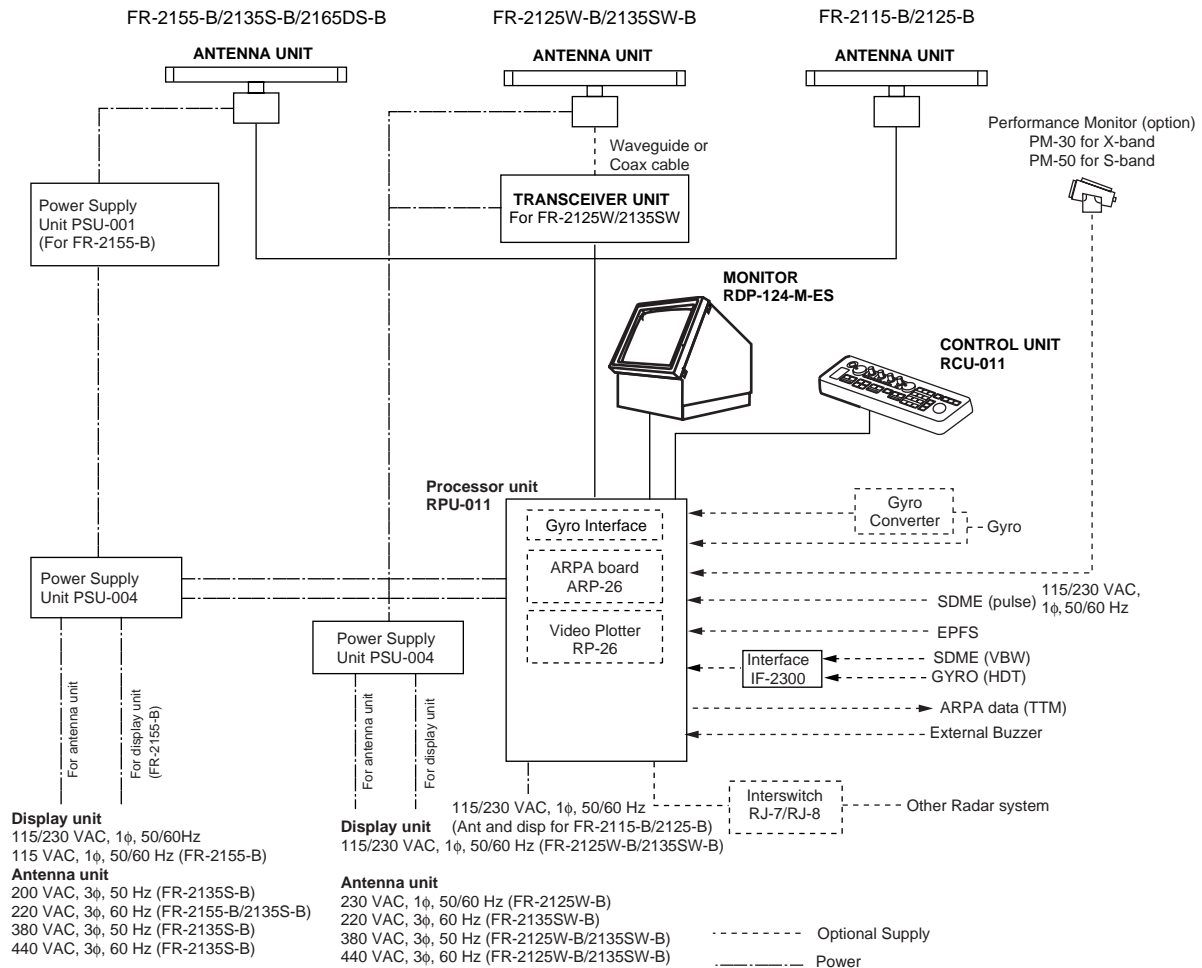 FR-2155-B/2135S-B/2165DS-B
FR-2125W-B/2135SW-B
FR-2115-B/2125-B
ANTENNA UNIT
ANTENNA UNIT
ANTENNA UNIT
Performance Monitor (option)
PM-30 for X-band
PM-50 for S-band
Waveguide or
Coax cable
Power Supply
Unit PSU-001
(For FR-2155-B)
TRANSCEIVER UNIT
For FR-2125W/2135SW
MONITOR
RDP-124-M-ES
CONTROL UNIT
RCU-011
Processor unit
RPU-011
Gyro Interface
ARPA board
ARP-26
Video Plotter
RP-26
Gyro
Converter
Gyro
SDME (pulse)
115/230 VAC,
1ϕ, 50/60 Hz
EPFS
Interface
IF-2300
SDME (VBW)
GYRO (HDT)
ARPA data (TTM)
External Buzzer
Interswitch
RJ-7/RJ-8
Other Radar system
Power Supply
Unit PSU-004
Power Supply
Unit PSU-004
For antenna unit
For display unit
(FR-2155-B)
For antenna unit
For display unit
115/230 VAC, 1ϕ, 50/60 Hz
(Ant and disp for FR-2115-B/2125-B)
Display unit
115/230 VAC, 1ϕ, 50/60Hz
115 VAC, 1ϕ, 50/60 Hz (FR-2155-B)
Antenna unit
200 VAC, 3ϕ, 50 Hz (FR-2135S-B)
220 VAC, 3ϕ, 60 Hz (FR-2155-B/2135S-B)
380 VAC, 3ϕ, 50 Hz (FR-2135S-B)
440 VAC, 3ϕ, 60 Hz (FR-2135S-B)
Display unit
115/230 VAC, 1ϕ, 50/60 Hz (FR-2125W-B/2135SW-B)
Antenna unit
230 VAC, 1ϕ, 50/60 Hz (FR-2125W-B)
220 VAC, 3ϕ, 60 Hz (FR-2135SW-B)
380 VAC, 3ϕ, 50 Hz (FR-2125W-B/2135SW-B)
440 VAC, 3ϕ, 60 Hz (FR-2125W-B/2135SW-B)
Optional Supply
Power